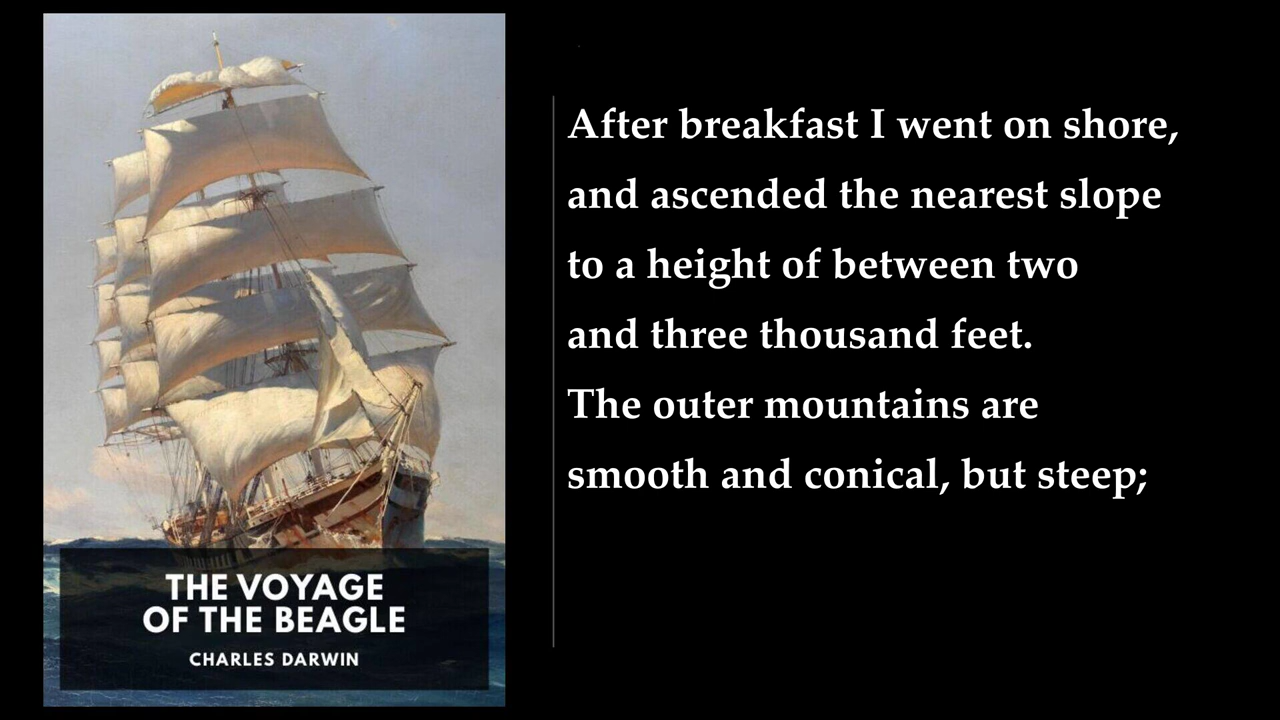 THE VOYAGE
OF THE BEAGLE
CHARLES DARWIN
After breakfast I went on shore,
and ascended the nearest slope
to a height of between two
and three thousand feet.
The outer mountains are
smooth and conical, but steep;